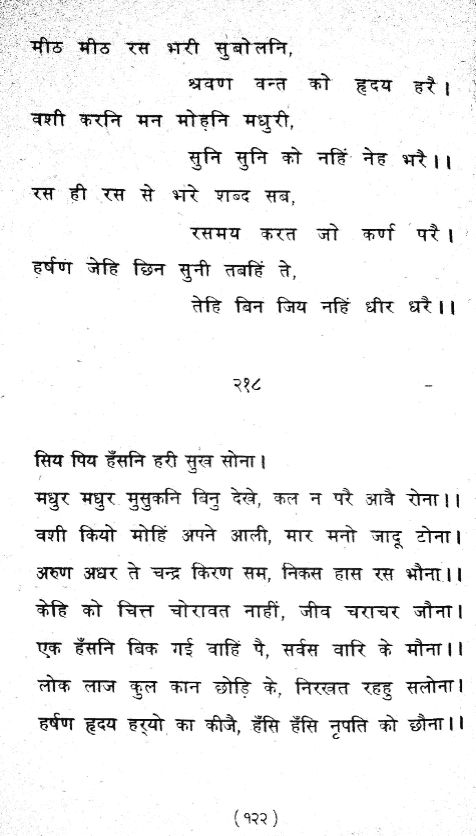 मीठ मीठ रस भरी सुबोलनि,
श्रवण वन्त को हृदय हरै।
वशी करनि मन मोहनि मधुरी,
सुनि सुनि को नहिं नेह भरै।।
रस ही रस से भरे शब्द सब,
रसमय करत जो कर्ण परै।
हर्षण जेहि छिन सुनी तबहिं ते,
तेहि बिन जिय नहिं धीर धरै।।
२१८
सिय पिय हँसनि हरी सुख सोना।
मधुर मधुर मुसुकनि विनु देखे, कल न परै आवै रोना।।
वशी कियो मोहिं अपने आली, मार मनो जादू टोना।
अरुण अधर ते चन्द्र किरण सम, निकस हास रस भौना।।
केहि को चित्त चोरावत नाहीं, जीव चराचर जौना।
एक हँसनि बिक गई वाहिं पै, सर्वस वारि के मौना।।
लोक लाज कुल कान छोड़ि के, निरखत रहहु सलोना।
हर्षण हृदय हर्‌यो का कीजै, हँसि हँसि नृपति को छौना।।
(१२२)